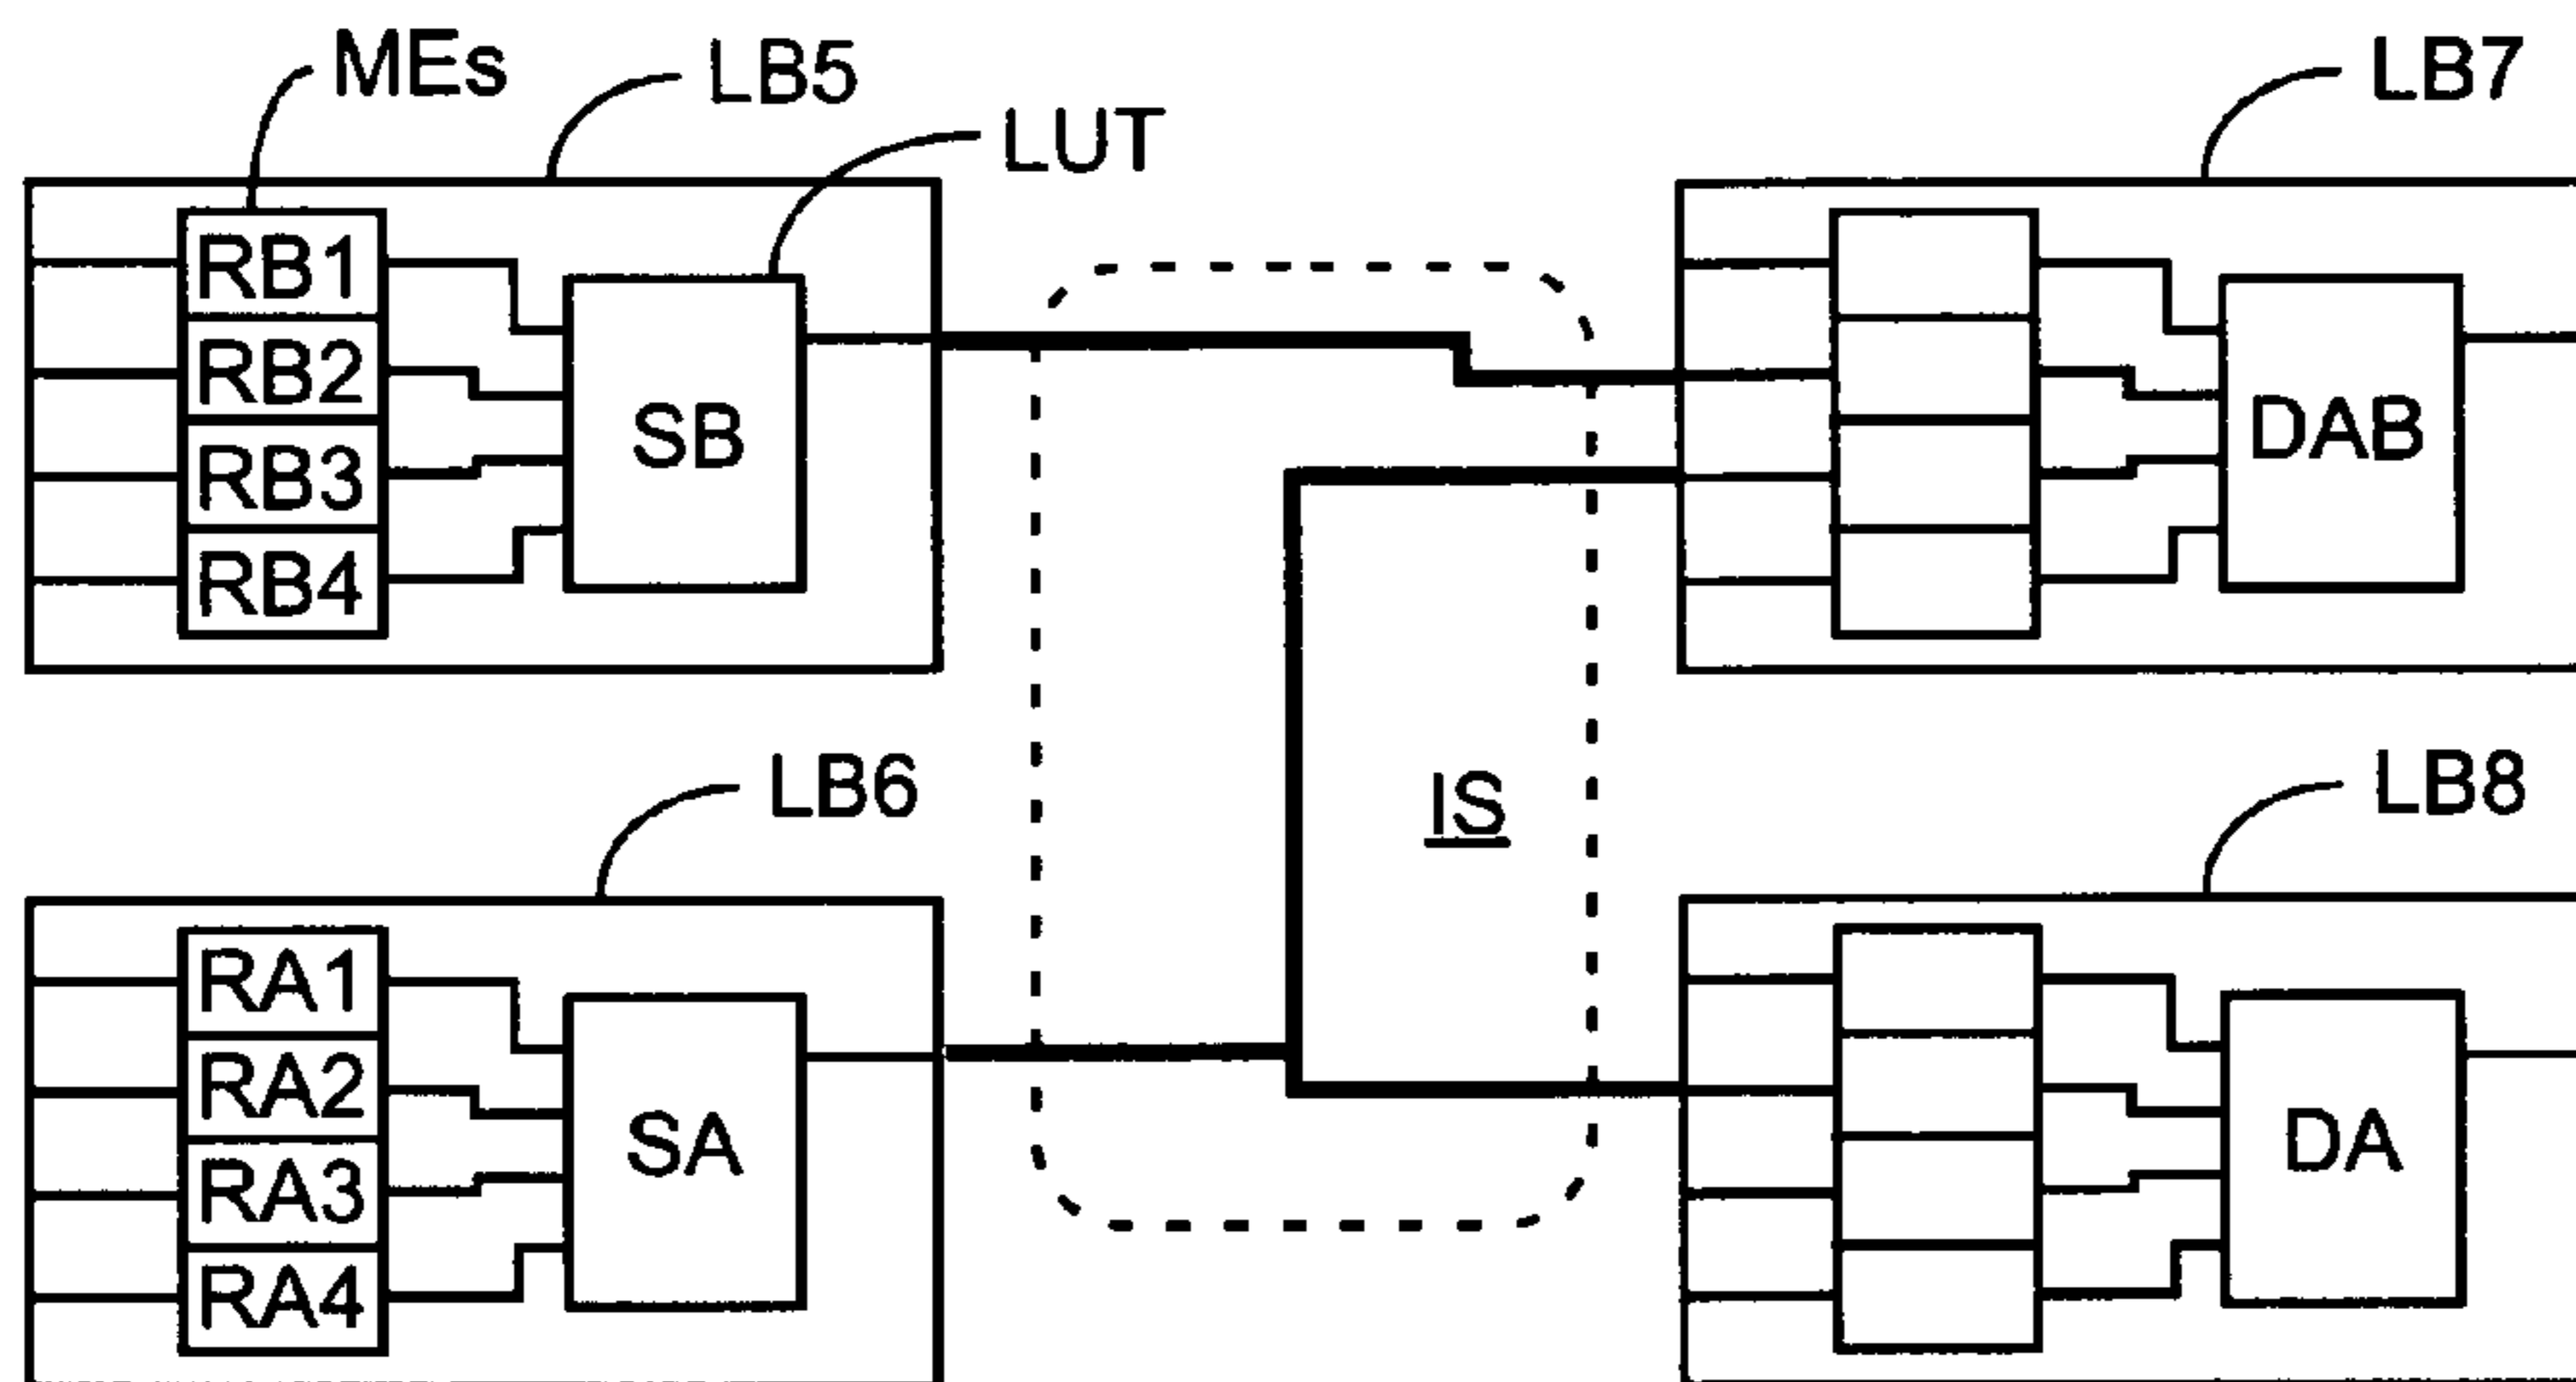 MEs
LB5
LUT
LB7
RB1
RB2
RB3
RB4
SB
DAB
LB6
IS
LB8
RA1
RA2
RA3
RA4
SA
DA